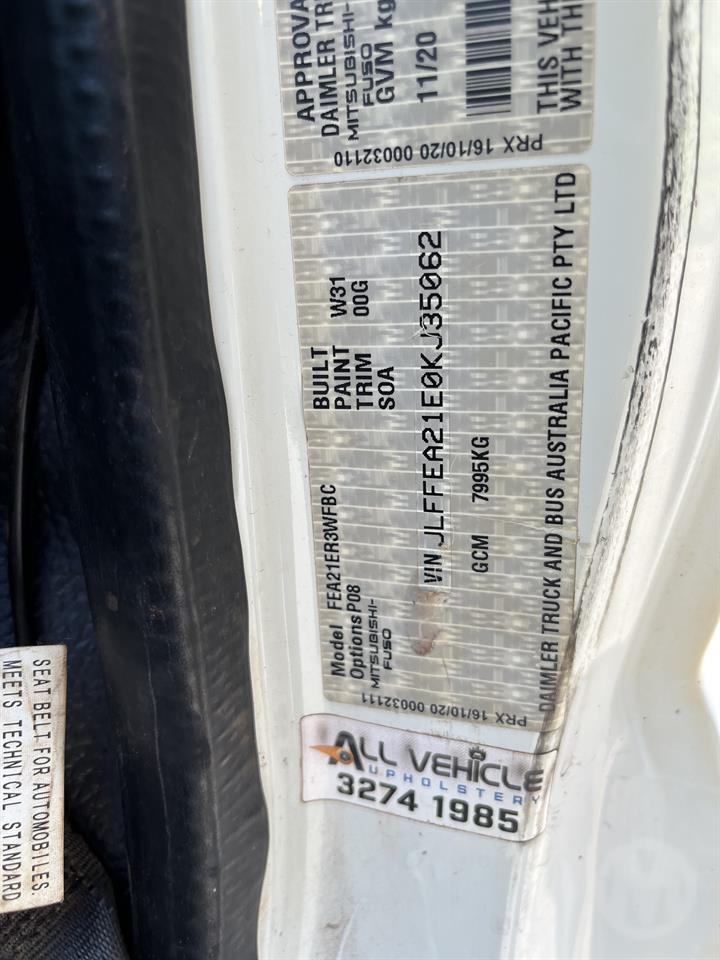 APPROVA
DAIMLER TR
MITSUBISHI-
FUSO
GVM kg
11/20
THIS VEH
WITH TH
PRX 16/10/20 00032110
Model FEA21ER3WFBC
Options P08
MITSUBISHI-
FUSO
BUILT
PAINT W31
TRIM 00G
SOA
VIN JLFFEA21E0KJ35062
GCM 7995KG
DAIMLER TRUCK AND BUS AUSTRALIA PACIFIC PTY LTD
PRX 16/10/20 00032111
ALL VEHICLE
UPHOLSTERY
3274 1985
SEAT BELT FOR AUTOMOBILES.
MEETS TECHNICAL STANDARD
M